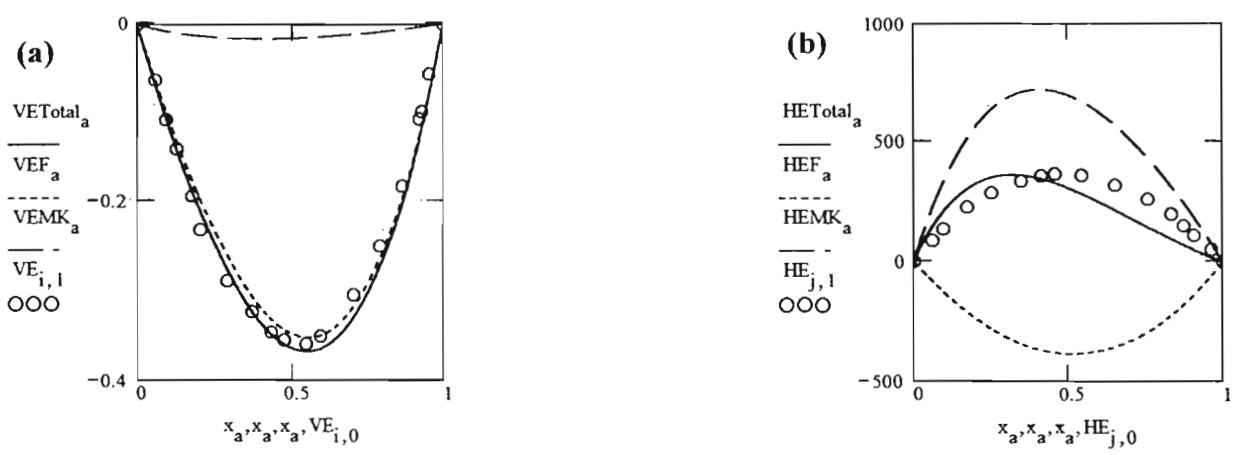 (a)
0
VETotal_a
VEF_a
−0.2
VEMK_a
VE_i,1
−0.4
0
0.5
1
x_a,x_a,x_a,VE_i,0
(b)
1000
HETotal_a
500
HEF_a
HEMK_a
0
HE_j,1
−500
0
0.5
1
x_a,x_a,x_a,HE_j,0